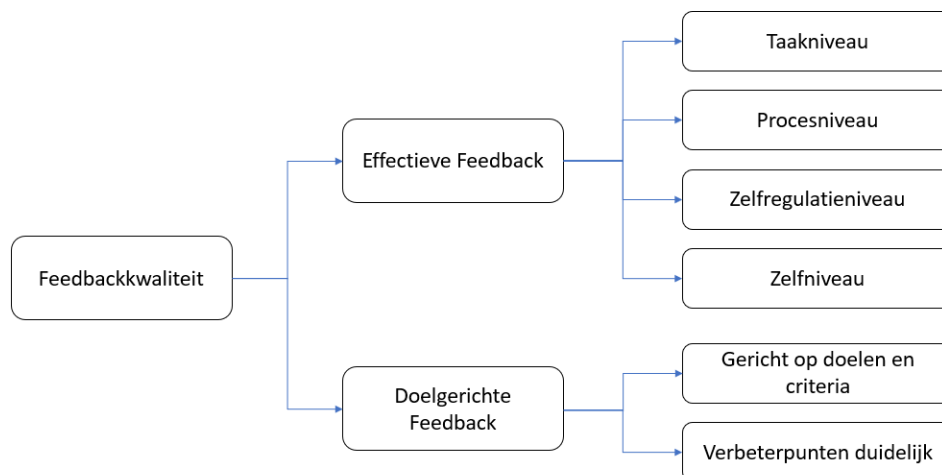 Taakniveau
Procesniveau
Effectieve Feedback
Zelfregulatieniveau
Feedbackkwaliteit
Zelfniveau
Gericht op doelen en
criteria
Doelgerichte
Feedback
Verbeterpunten duidelijk